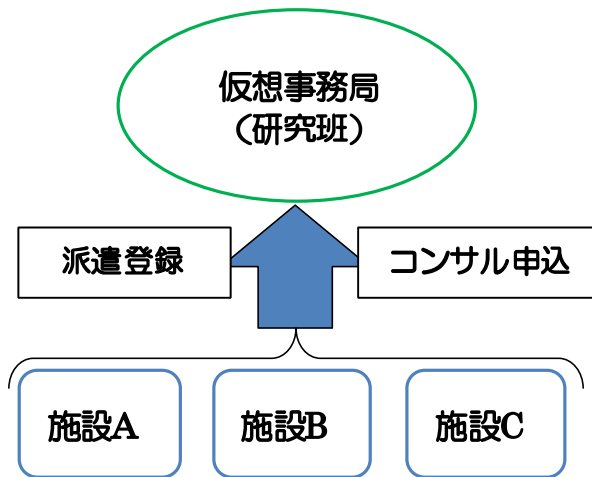 仮想事務局
（研究班）
派遣登録
コンサル申込
施設A
施設B
施設C